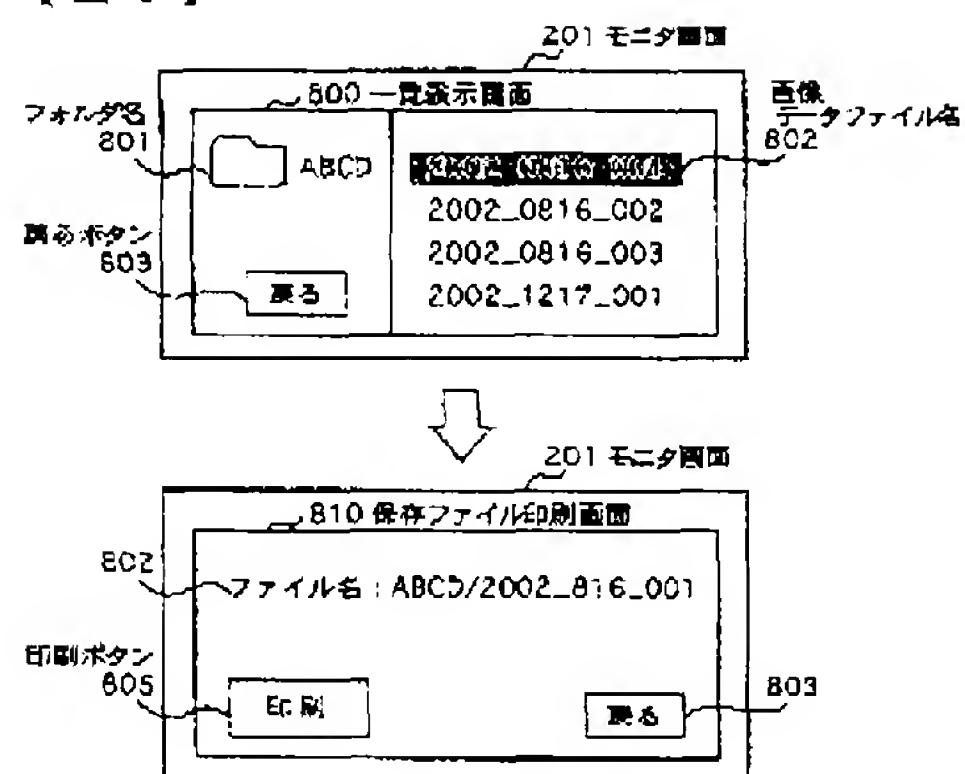 201 モニタ画面
800 一覧表示画面
フォルダ名
801
ABCD
画像
データファイル名
802
2002_0816_002
2002_0816_003
2002_1217_001
戻るボタン
803
戻る
201 モニタ画面
810 保存ファイル印刷画面
802
ファイル名 : ABCD/2002_816_001
印刷ボタン
805
印刷
戻る
803